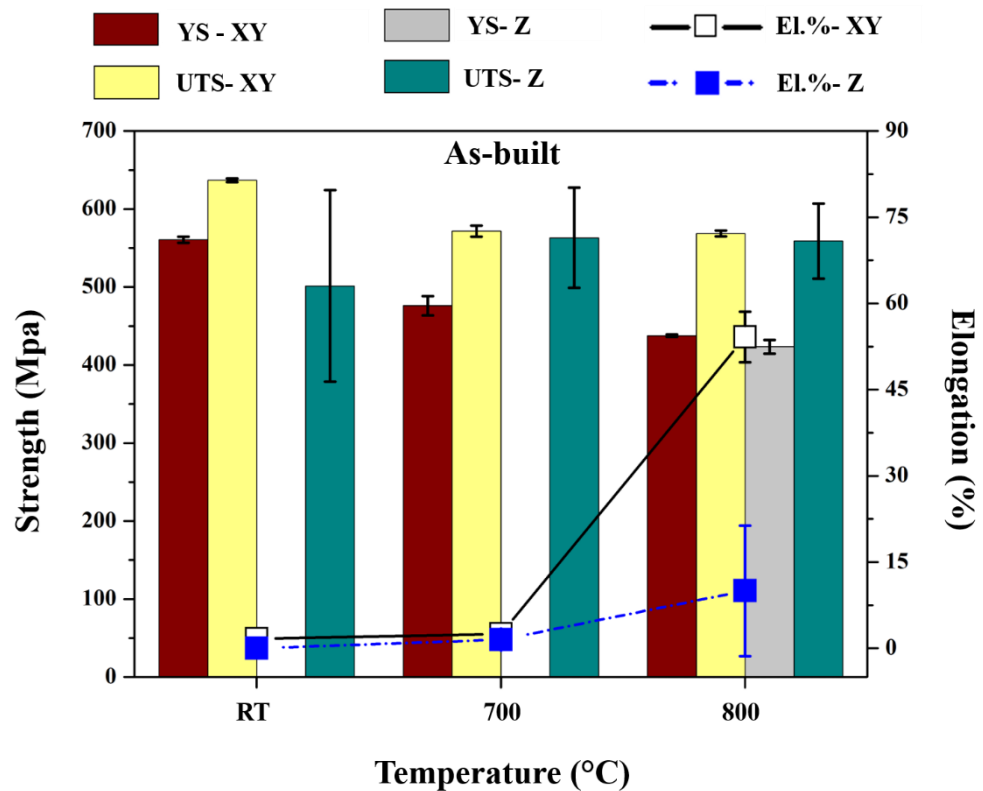 YS - XY
YS- Z
El.%- XY
UTS- XY
UTS- Z
El.%- Z
As-built
700
600
500
400
300
200
100
0
Strength (Mpa)
90
75
60
45
30
15
0
Elongation (%)
RT
700
800
Temperature (°C)